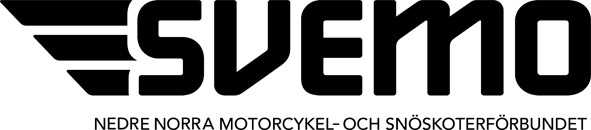 SVEMO
NEDRE NORRA MOTORCYKEL- OCH SNÖSKOTERFÖRBUNDET